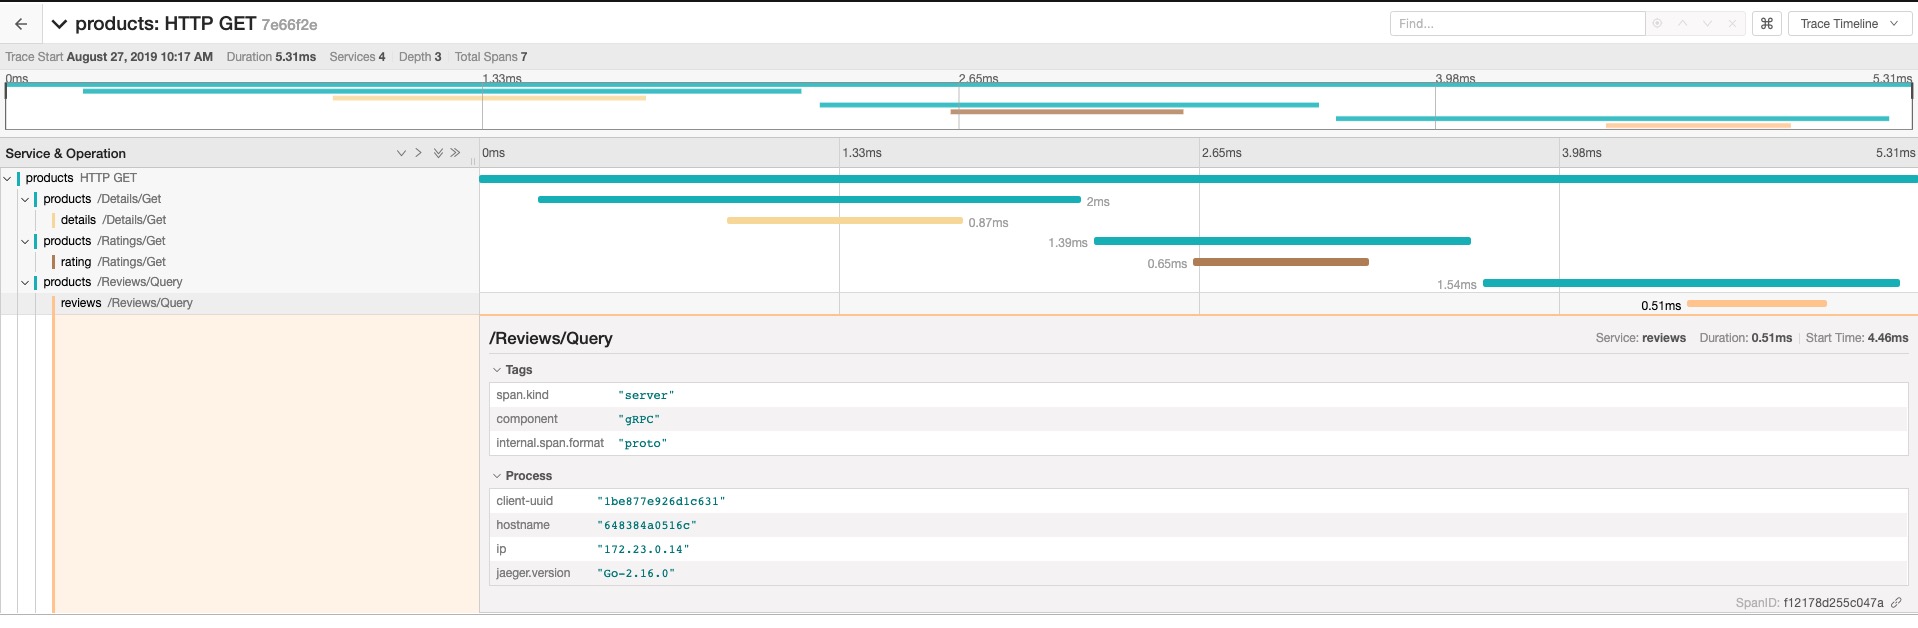 products: HTTP GET 7e66f2e Find... ⌘ Trace Timeline
Trace Start August 27, 2019 10:17 AM Duration 5.31ms Services 4 Depth 3 Total Spans 7
0ms 1.33ms 2.65ms 3.98ms 5.31ms
Service & Operation 0ms 1.33ms 2.65ms 3.98ms 5.31ms
products HTTP GET
products /Details/Get 2ms
details /Details/Get 0.87ms
products /Ratings/Get 1.39ms
rating /Ratings/Get 0.65ms
products /Reviews/Query 1.54ms
reviews /Reviews/Query 0.51ms
/Reviews/Query Service: reviews Duration: 0.51ms Start Time: 4.46ms
Tags
span.kind "server"
component "gRPC"
internal.span.format "proto"
Process
client-uuid "1be877e926d1c631"
hostname "648384a0516c"
ip "172.23.0.14"
jaeger.version "Go-2.16.0"
SpanID: f12178d255c047a